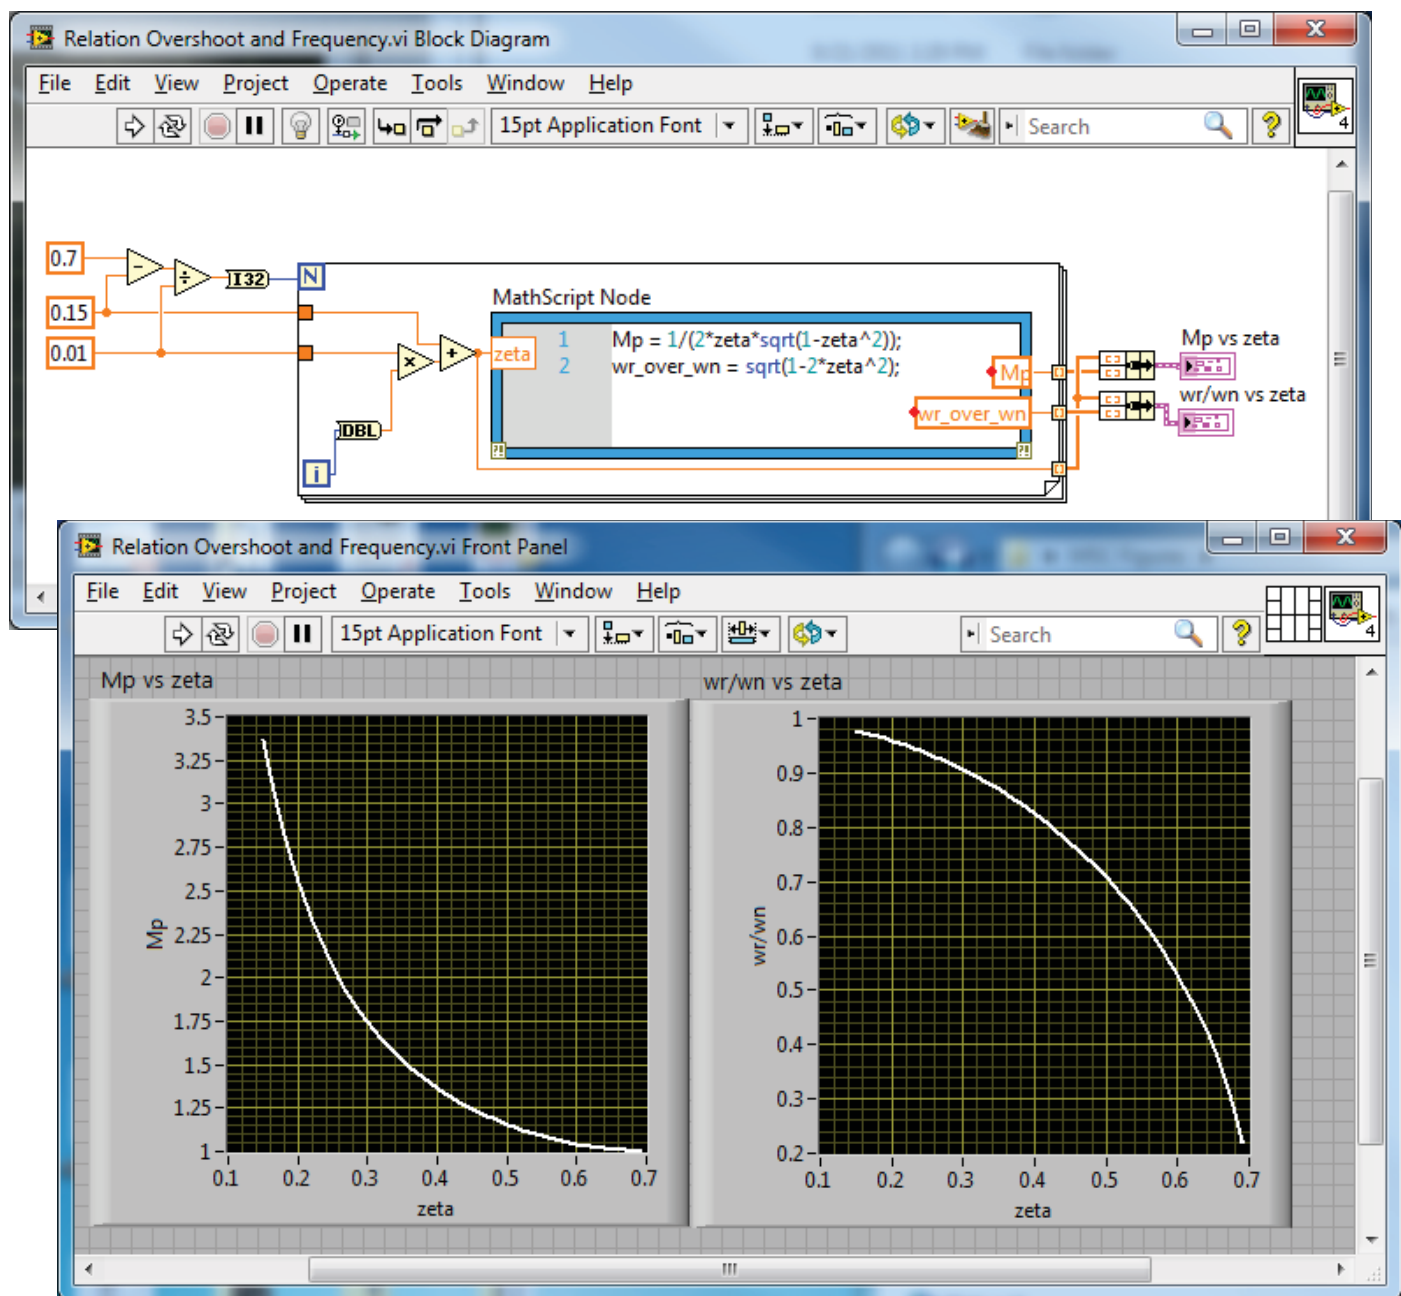 Relation Overshoot and Frequency.vi Block Diagram
File Edit View Project Operate Tools Window Help
15pt Application Font
Search
?
4
0.7
0.15
0.01
-
÷
I32
N
×
+
DBL
i
MathScript Node
zeta
1 Mp = 1/(2*zeta*sqrt(1-zeta^2));
2 wr_over_wn = sqrt(1-2*zeta^2);
Mp
wr_over_wn
Mp vs zeta
wr/wn vs zeta
Relation Overshoot and Frequency.vi Front Panel
File Edit View Project Operate Tools Window Help
15pt Application Font
Search
?
4
Mp vs zeta
3.5
3.25
3
2.75
2.5
2.25
2
1.75
1.5
1.25
1
Mp
0.1 0.2 0.3 0.4 0.5 0.6 0.7
zeta
wr/wn vs zeta
1
0.9
0.8
0.7
0.6
0.5
0.4
0.3
0.2
wr/wn
0.1 0.2 0.3 0.4 0.5 0.6 0.7
zeta